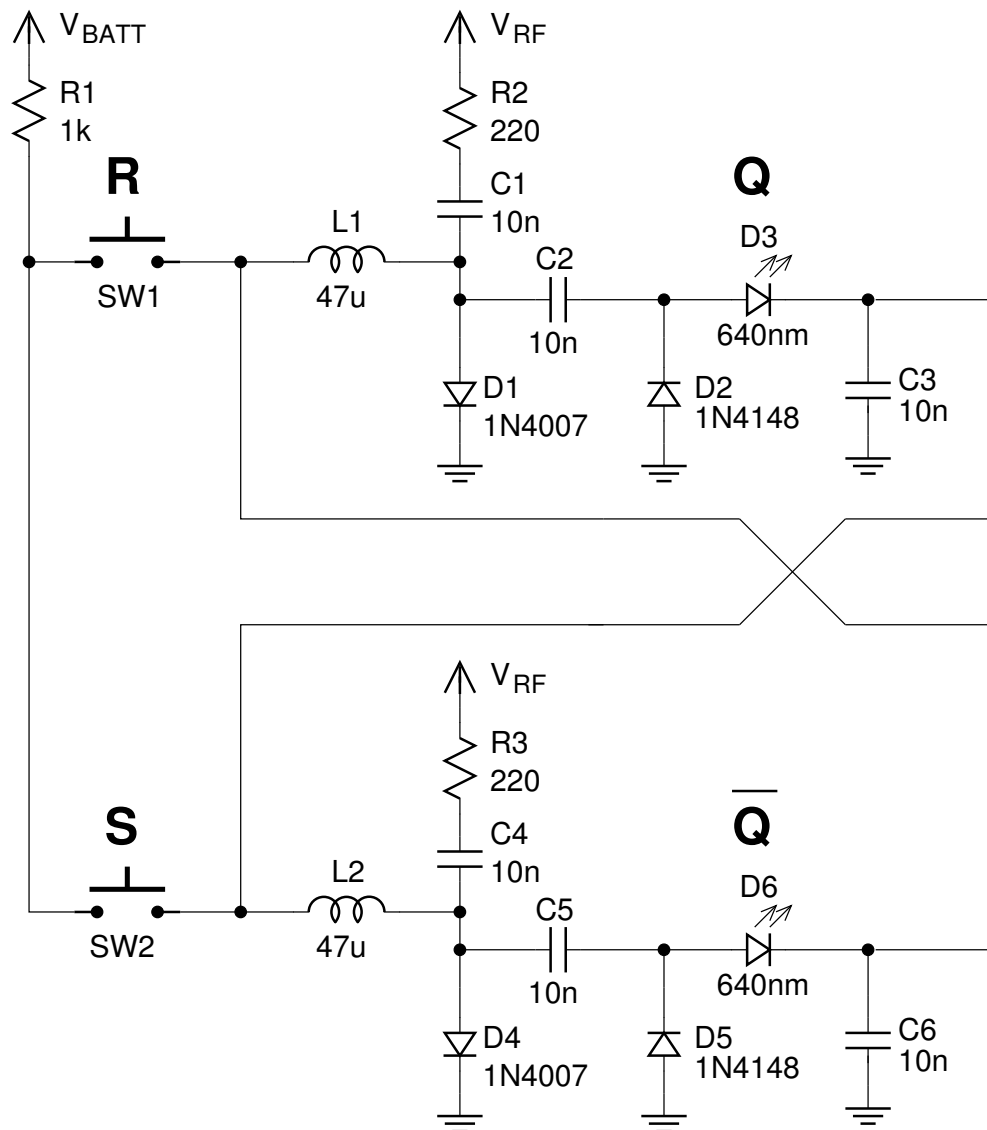 V_BATT
R1
1k
R
SW1
L1
47u
V_RF
R2
220
C1
10n
C2
10n
Q
D3
640nm
D1
1N4007
D2
1N4148
C3
10n
V_RF
R3
220
C4
10n
S
SW2
L2
47u
C5
10n
Q̅
D6
640nm
D4
1N4007
D5
1N4148
C6
10n